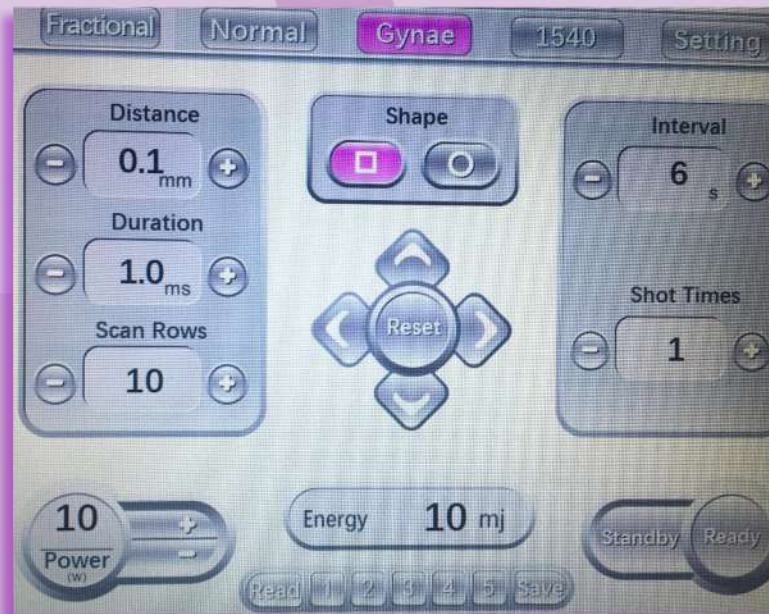 Fractional
Normal
Gynae
1540
Setting
Distance
0.1 mm
Duration
1.0 ms
Scan Rows
10
Shape
Reset
Interval
6 s
Shot Times
1
10
Power
(W)
Energy 10 mj
Read 1 2 3 4 5 Save
Standby Ready